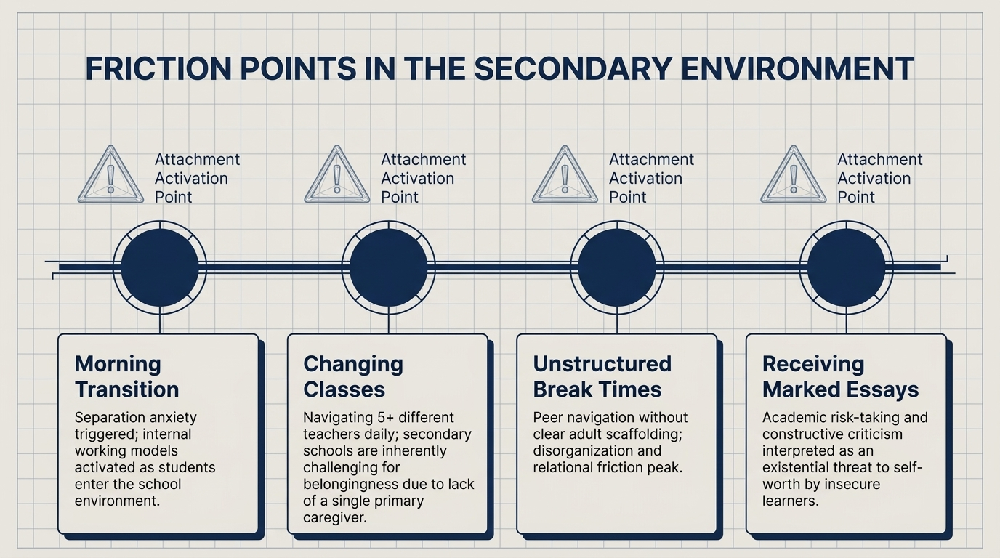 FRICTION POINTS IN THE SECONDARY ENVIRONMENT
Attachment
Activation
Point
Attachment
Activation
Point
Attachment
Activation
Point
Attachment
Activation
Point
Morning
Transition
Separation anxiety
triggered; internal
working models
activated as students
enter the school
environment.
Changing
Classes
Navigating 5+ different
teachers daily; secondary
schools are inherently
challenging for
belongingness due to lack
of a single primary
caregiver.
Unstructured
Break Times
Peer navigation without
clear adult scaffolding;
disorganization and
relational friction peak.
Receiving
Marked Essays
Academic risk-taking and
constructive criticism
interpreted as an
existential threat to self-
worth by insecure
learners.